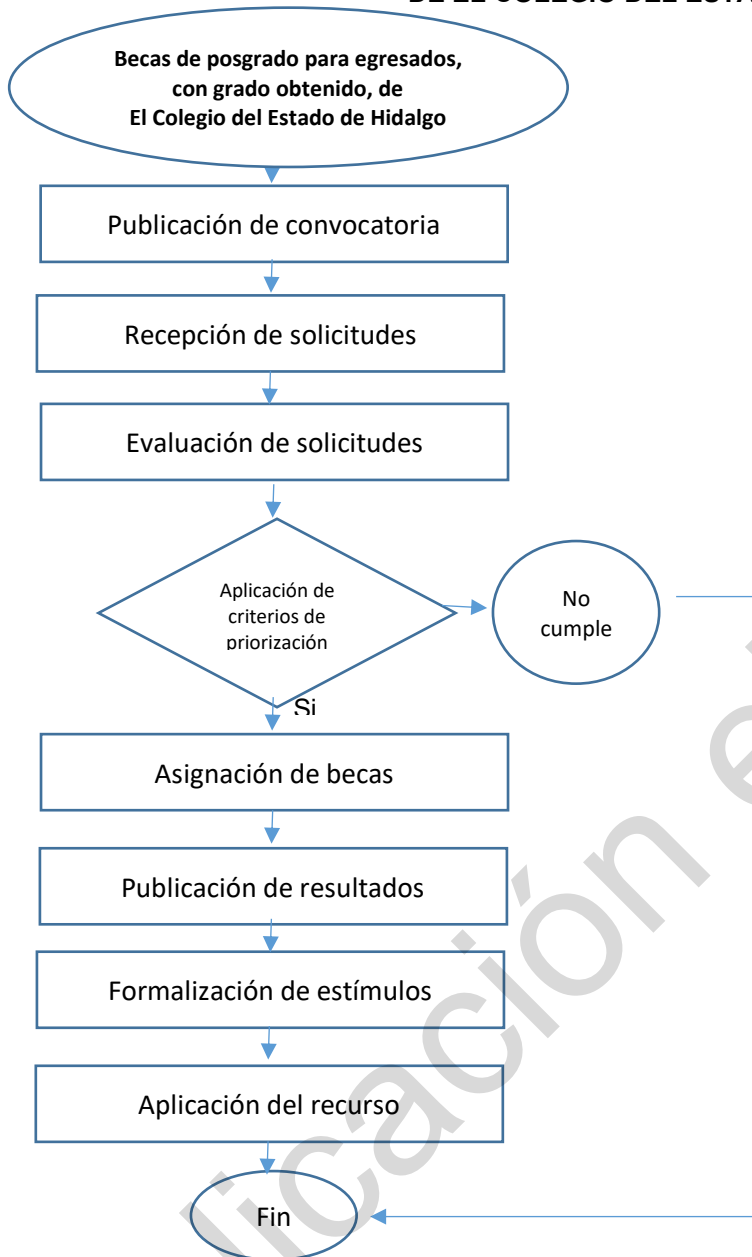 Becas de posgrado para egresados,
con grado obtenido, de
El Colegio del Estado de Hidalgo
Publicación de convocatoria
Recepción de solicitudes
Evaluación de solicitudes
Aplicación de
criterios de
priorización
No
cumple
Si
Asignación de becas
Publicación de resultados
Formalización de estímulos
Aplicación del recurso
Fin